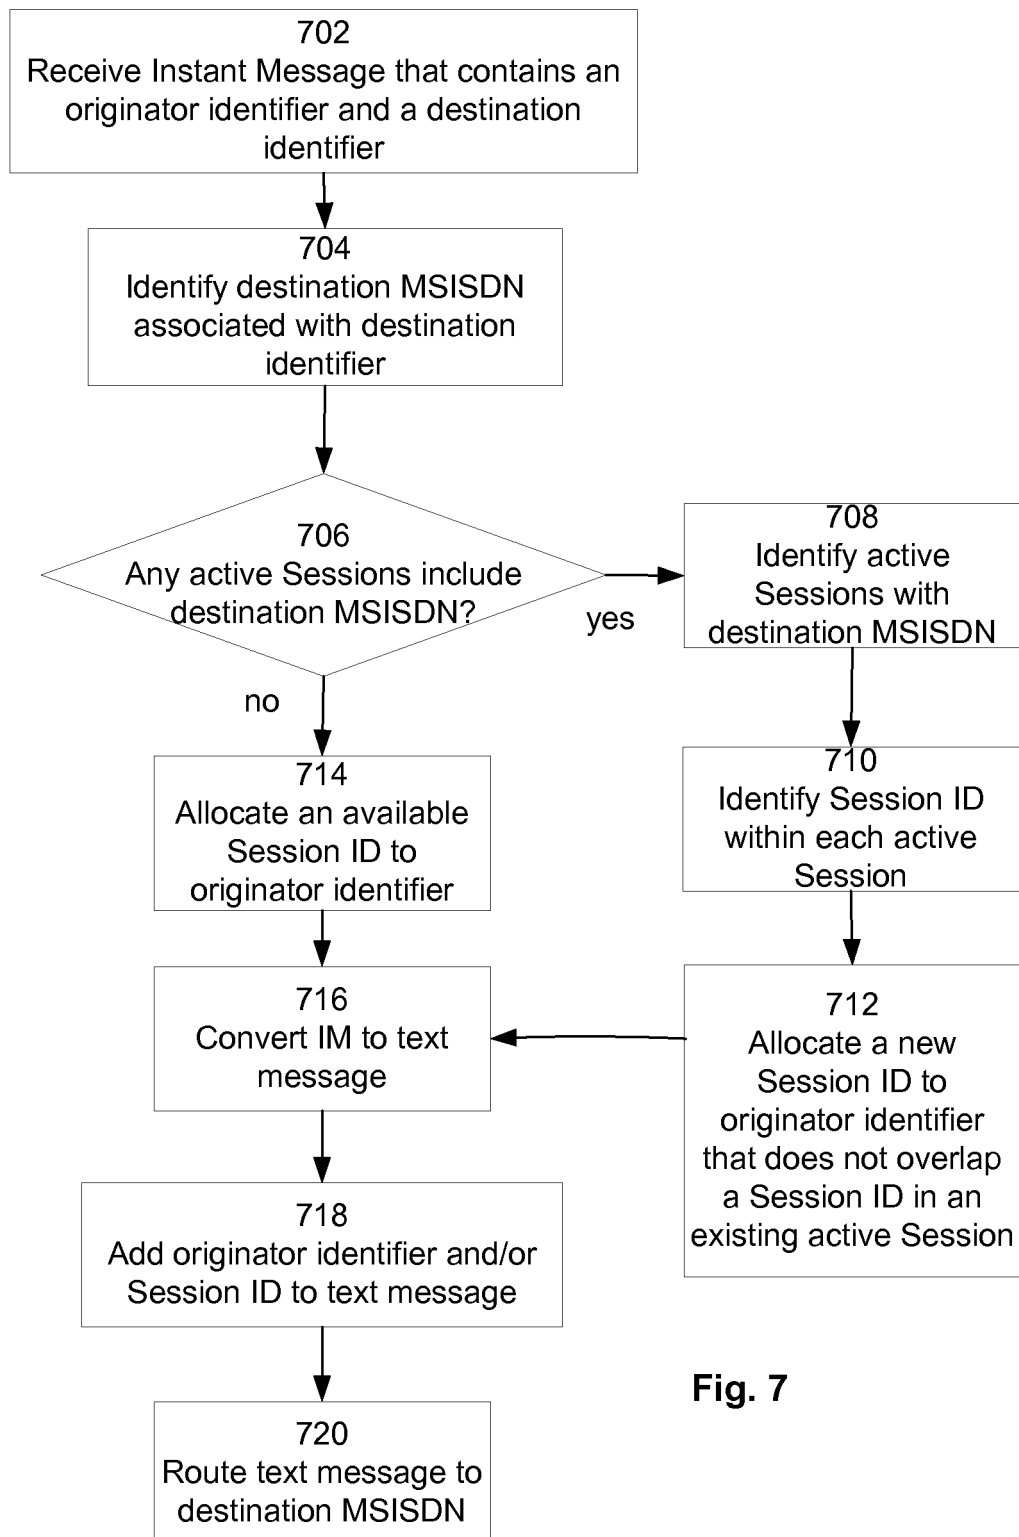 702
Receive Instant Message that contains an
originator identifier and a destination
identifier
704
Identify destination MSISDN
associated with destination
identifier
706
Any active Sessions include
destination MSISDN?
yes
no
708
Identify active
Sessions with
destination MSISDN
710
Identify Session ID
within each active
Session
712
Allocate a new
Session ID to
originator identifier
that does not overlap
a Session ID in an
existing active Session
714
Allocate an available
Session ID to
originator identifier
716
Convert IM to text
message
718
Add originator identifier and/or
Session ID to text message
720
Route text message to
destination MSISDN
Fig. 7